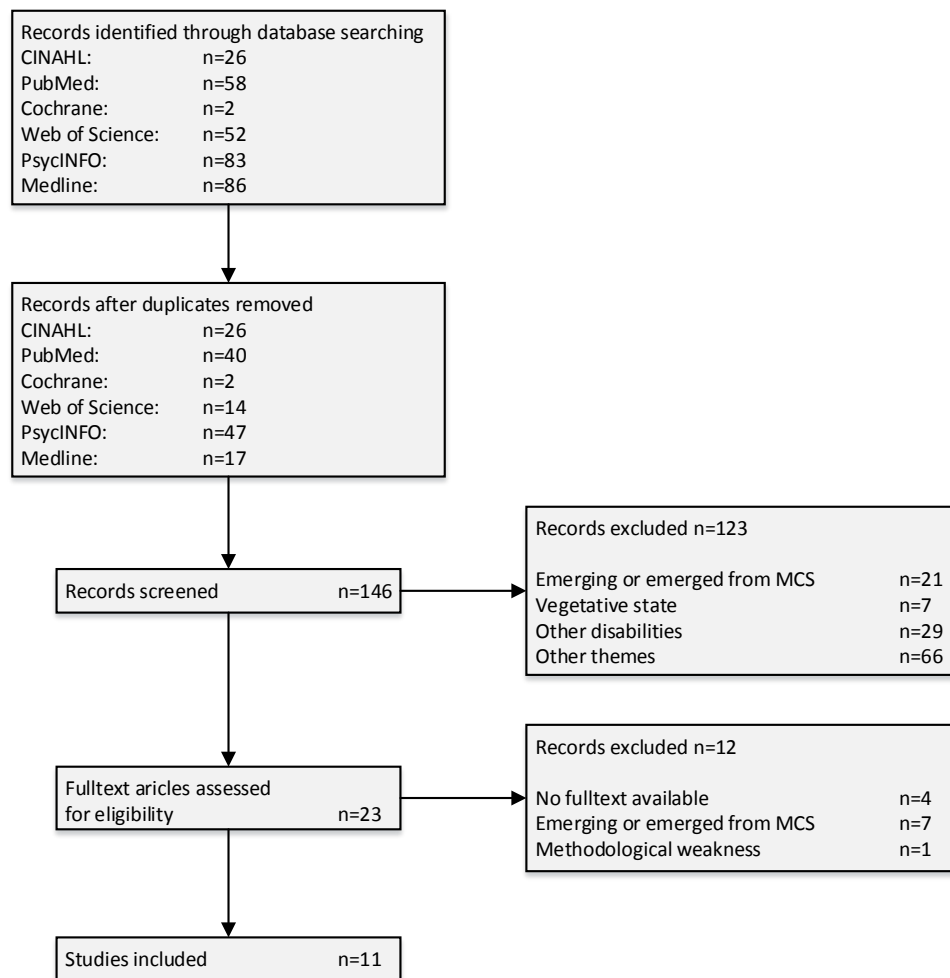 Records identified through database searching
CINAHL: n=26
PubMed: n=58
Cochrane: n=2
Web of Science: n=52
PsycINFO: n=83
Medline: n=86
Records after duplicates removed
CINAHL: n=26
PubMed: n=40
Cochrane: n=2
Web of Science: n=14
PsycINFO: n=47
Medline: n=17
Records screened n=146
Records excluded n=123
Emerging or emerged from MCS n=21
Vegetative state n=7
Other disabilities n=29
Other themes n=66
Fulltext aricles assessed
for eligibility n=23
Records excluded n=12
No fulltext available n=4
Emerging or emerged from MCS n=7
Methodological weakness n=1
Studies included n=11